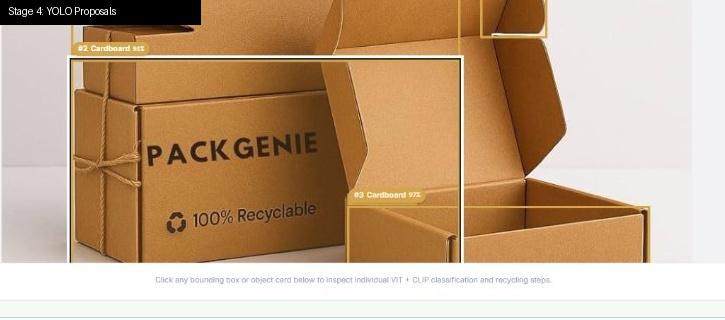 Stage 4: YOLO Proposals
#2 Cardboard 95%
PACKGENIE
#3 Cardboard 97%
100% Recyclable
Click any bounding box or object card below to inspect individual ViT + CLIP classification and recycling steps.